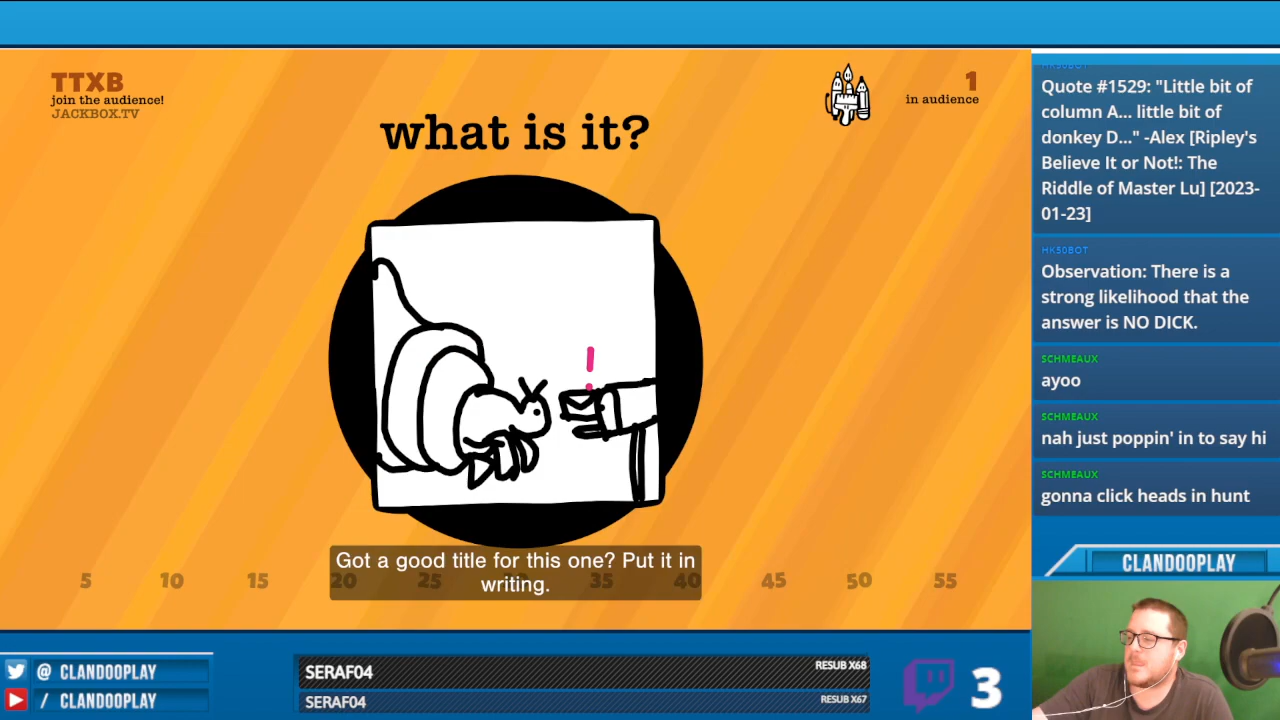 TTXB
join the audience!
JACKBOX.TV
what is it?
1
in audience
Got a good title for this one? Put it in
writing.
5 10 15 20 25 35 40 45 50 55
HK50BOT
Quote #1529: "Little bit of
column A... little bit of
donkey D..." -Alex [Ripley's
Believe It or Not!: The
Riddle of Master Lu] [2023-
01-23]
HK50BOT
Observation: There is a
strong likelihood that the
answer is NO DICK.
SCHMEAUX
ayoo
SCHMEAUX
nah just poppin' in to say hi
SCHMEAUX
gonna click heads in hunt
CLANDOOPLAY
@ CLANDOOPLAY
/ CLANDOOPLAY
SERAF04 RESUB X68
SERAF04 RESUB X67
3